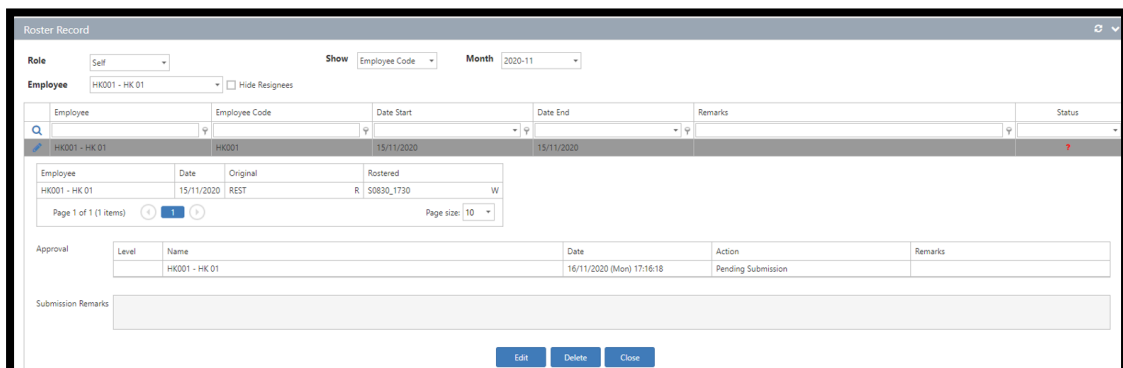 Roster Record
Role Self Show Employee Code Month 2020-11
Employee HK001 - HK 01 Hide Resignees
Employee Employee Code Date Start Date End Remarks Status
HK001 - HK 01 HK001 15/11/2020 15/11/2020 ?
Employee Date Original Rostered
HK001 - HK 01 15/11/2020 REST R S0830_1730 W
Page 1 of 1 (1 items) 1 Page size: 10
Approval Level Name Date Action Remarks
HK001 - HK 01 16/11/2020 (Mon) 17:16:18 Pending Submission
Submission Remarks
Edit Delete Close